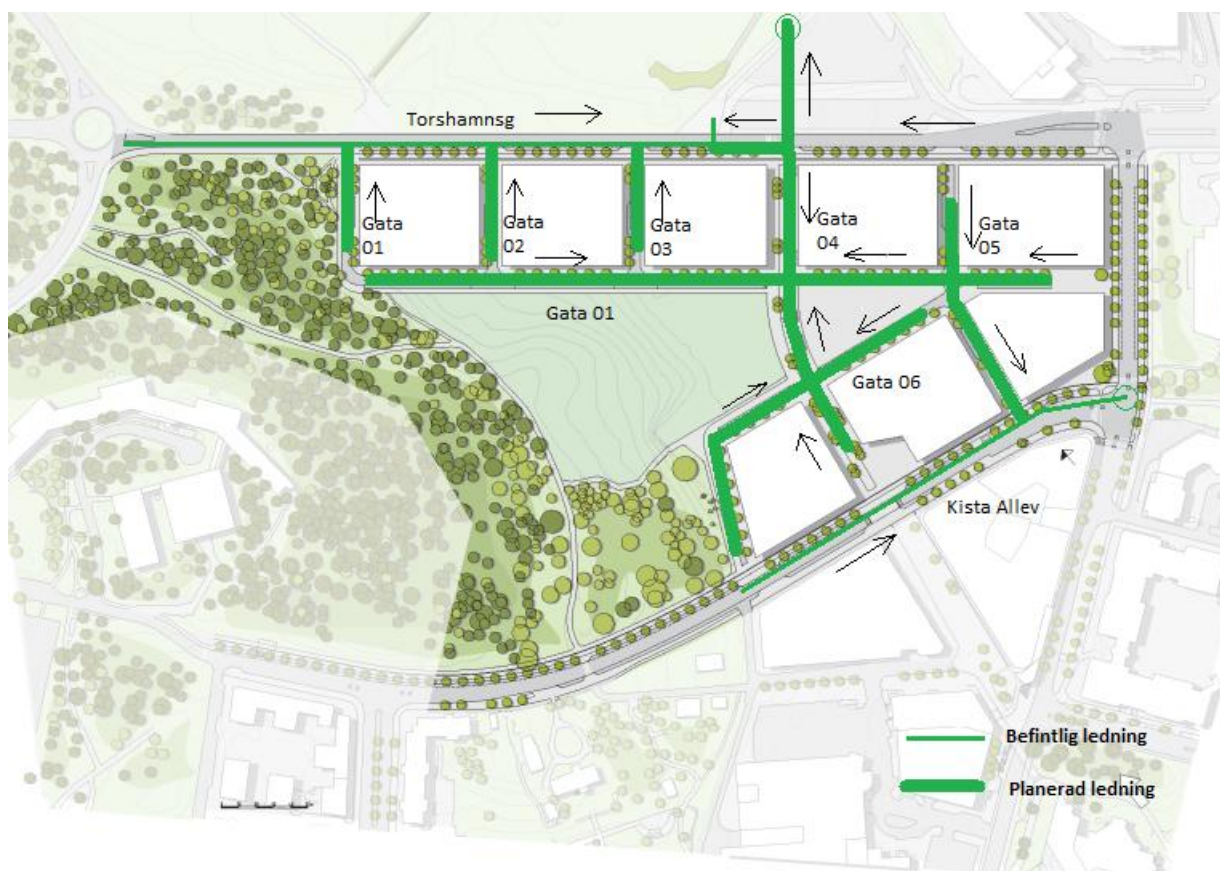 Torshamnsg
Gata
01
Gata
02
Gata
03
Gata
04
Gata
05
Gata 01
Gata 06
Kista Allev
Befintlig ledning
Planerad ledning